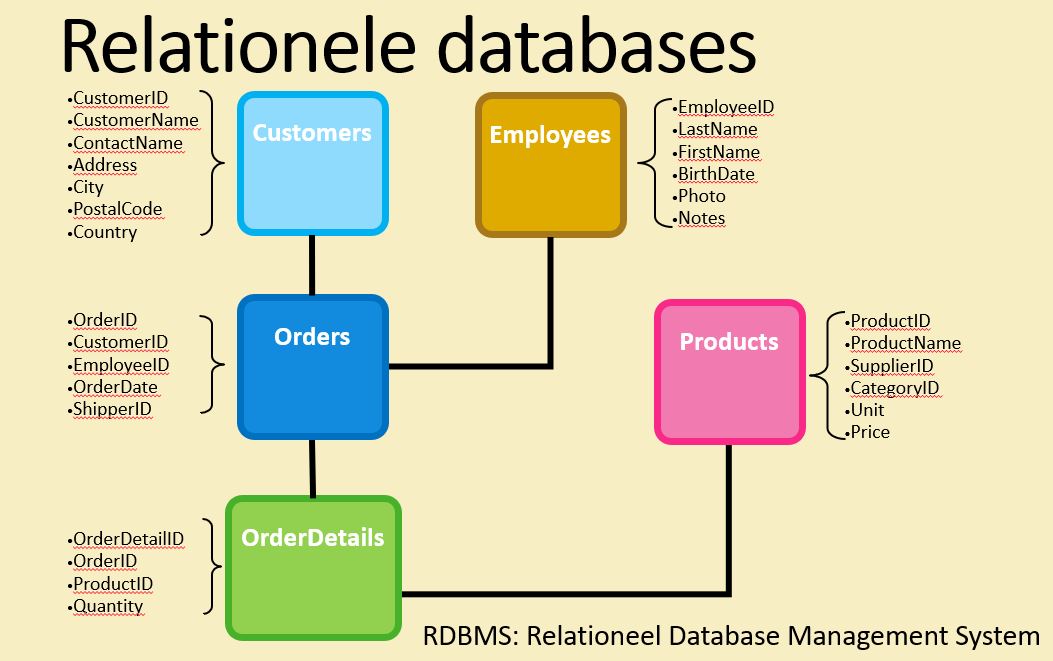 Relationele databases
•CustomerID
•CustomerName
•ContactName
•Address
•City
•PostalCode
•Country
Customers
Employees
•EmployeeID
•LastName
•FirstName
•BirthDate
•Photo
•Notes
•OrderID
•CustomerID
•EmployeeID
•OrderDate
•ShipperID
Orders
Products
•ProductID
•ProductName
•SupplierID
•CategoryID
•Unit
•Price
•OrderDetailID
•OrderID
•ProductID
•Quantity
OrderDetails
RDBMS: Relationeel Database Management System